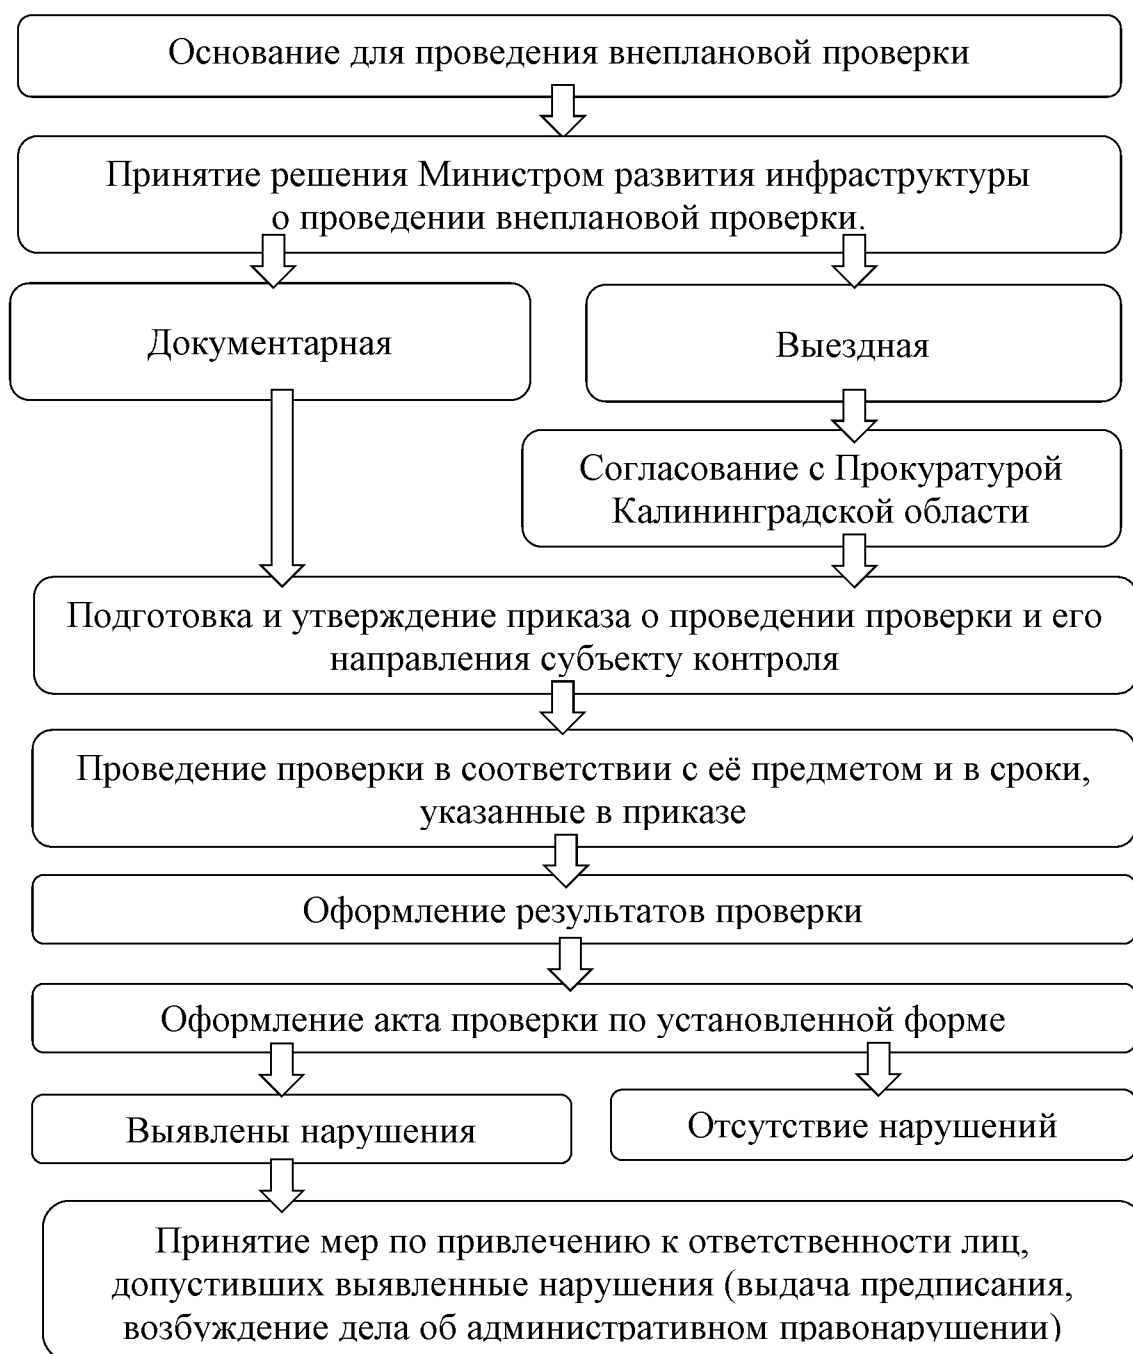 Основание для проведения внеплановой проверки
Принятие решения Министром развития инфраструктуры
о проведении внеплановой проверки.
Документарная
Выездная
Согласование с Прокуратурой
Калининградской области
Подготовка и утверждение приказа о проведении проверки и его
направления субъекту контроля
Проведение проверки в соответствии с её предметом и в сроки,
указанные в приказе
Оформление результатов проверки
Оформление акта проверки по установленной форме
Выявлены нарушения
Отсутствие нарушений
Принятие мер по привлечению к ответственности лиц,
допустивших выявленные нарушения (выдача предписания,
возбуждение дела об административном правонарушении)